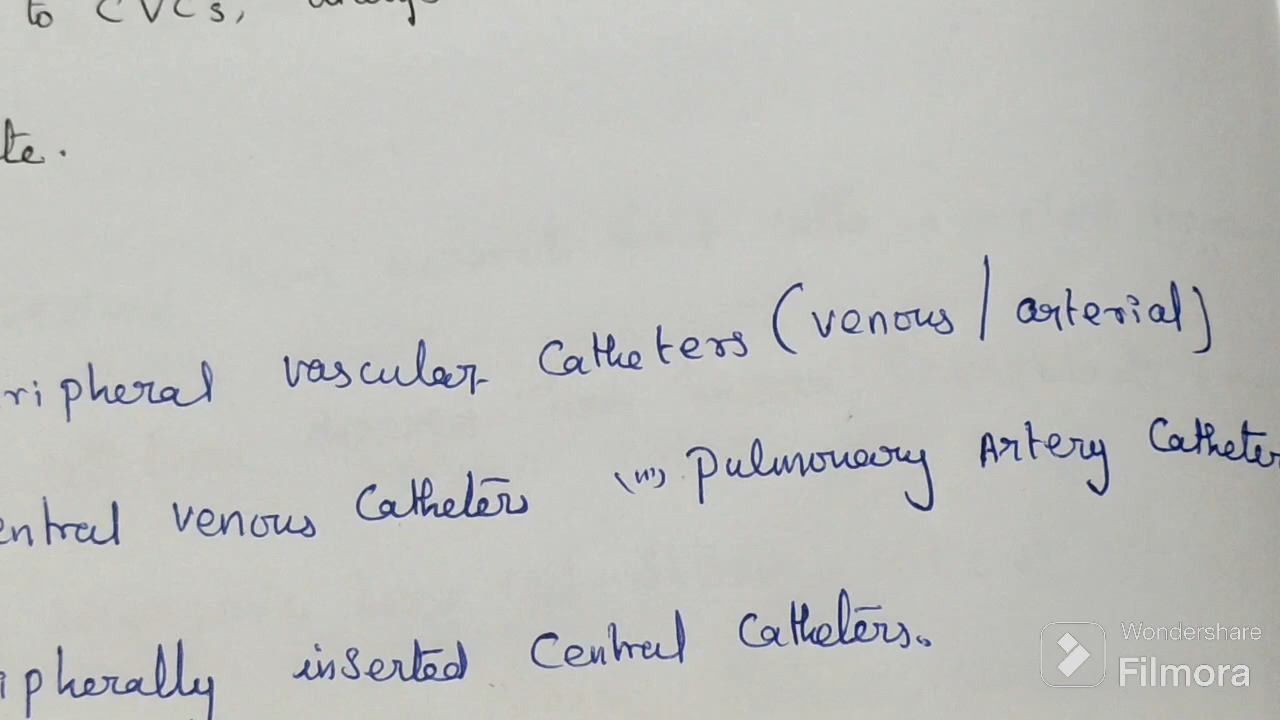 to CVCs,
te.
ripheral vascular Catheters (venous / arterial)
entral venous Catheters (iii) Pulmonary Artery Catheter
ipherally inserted Central Catheters.
Wondershare
Filmora